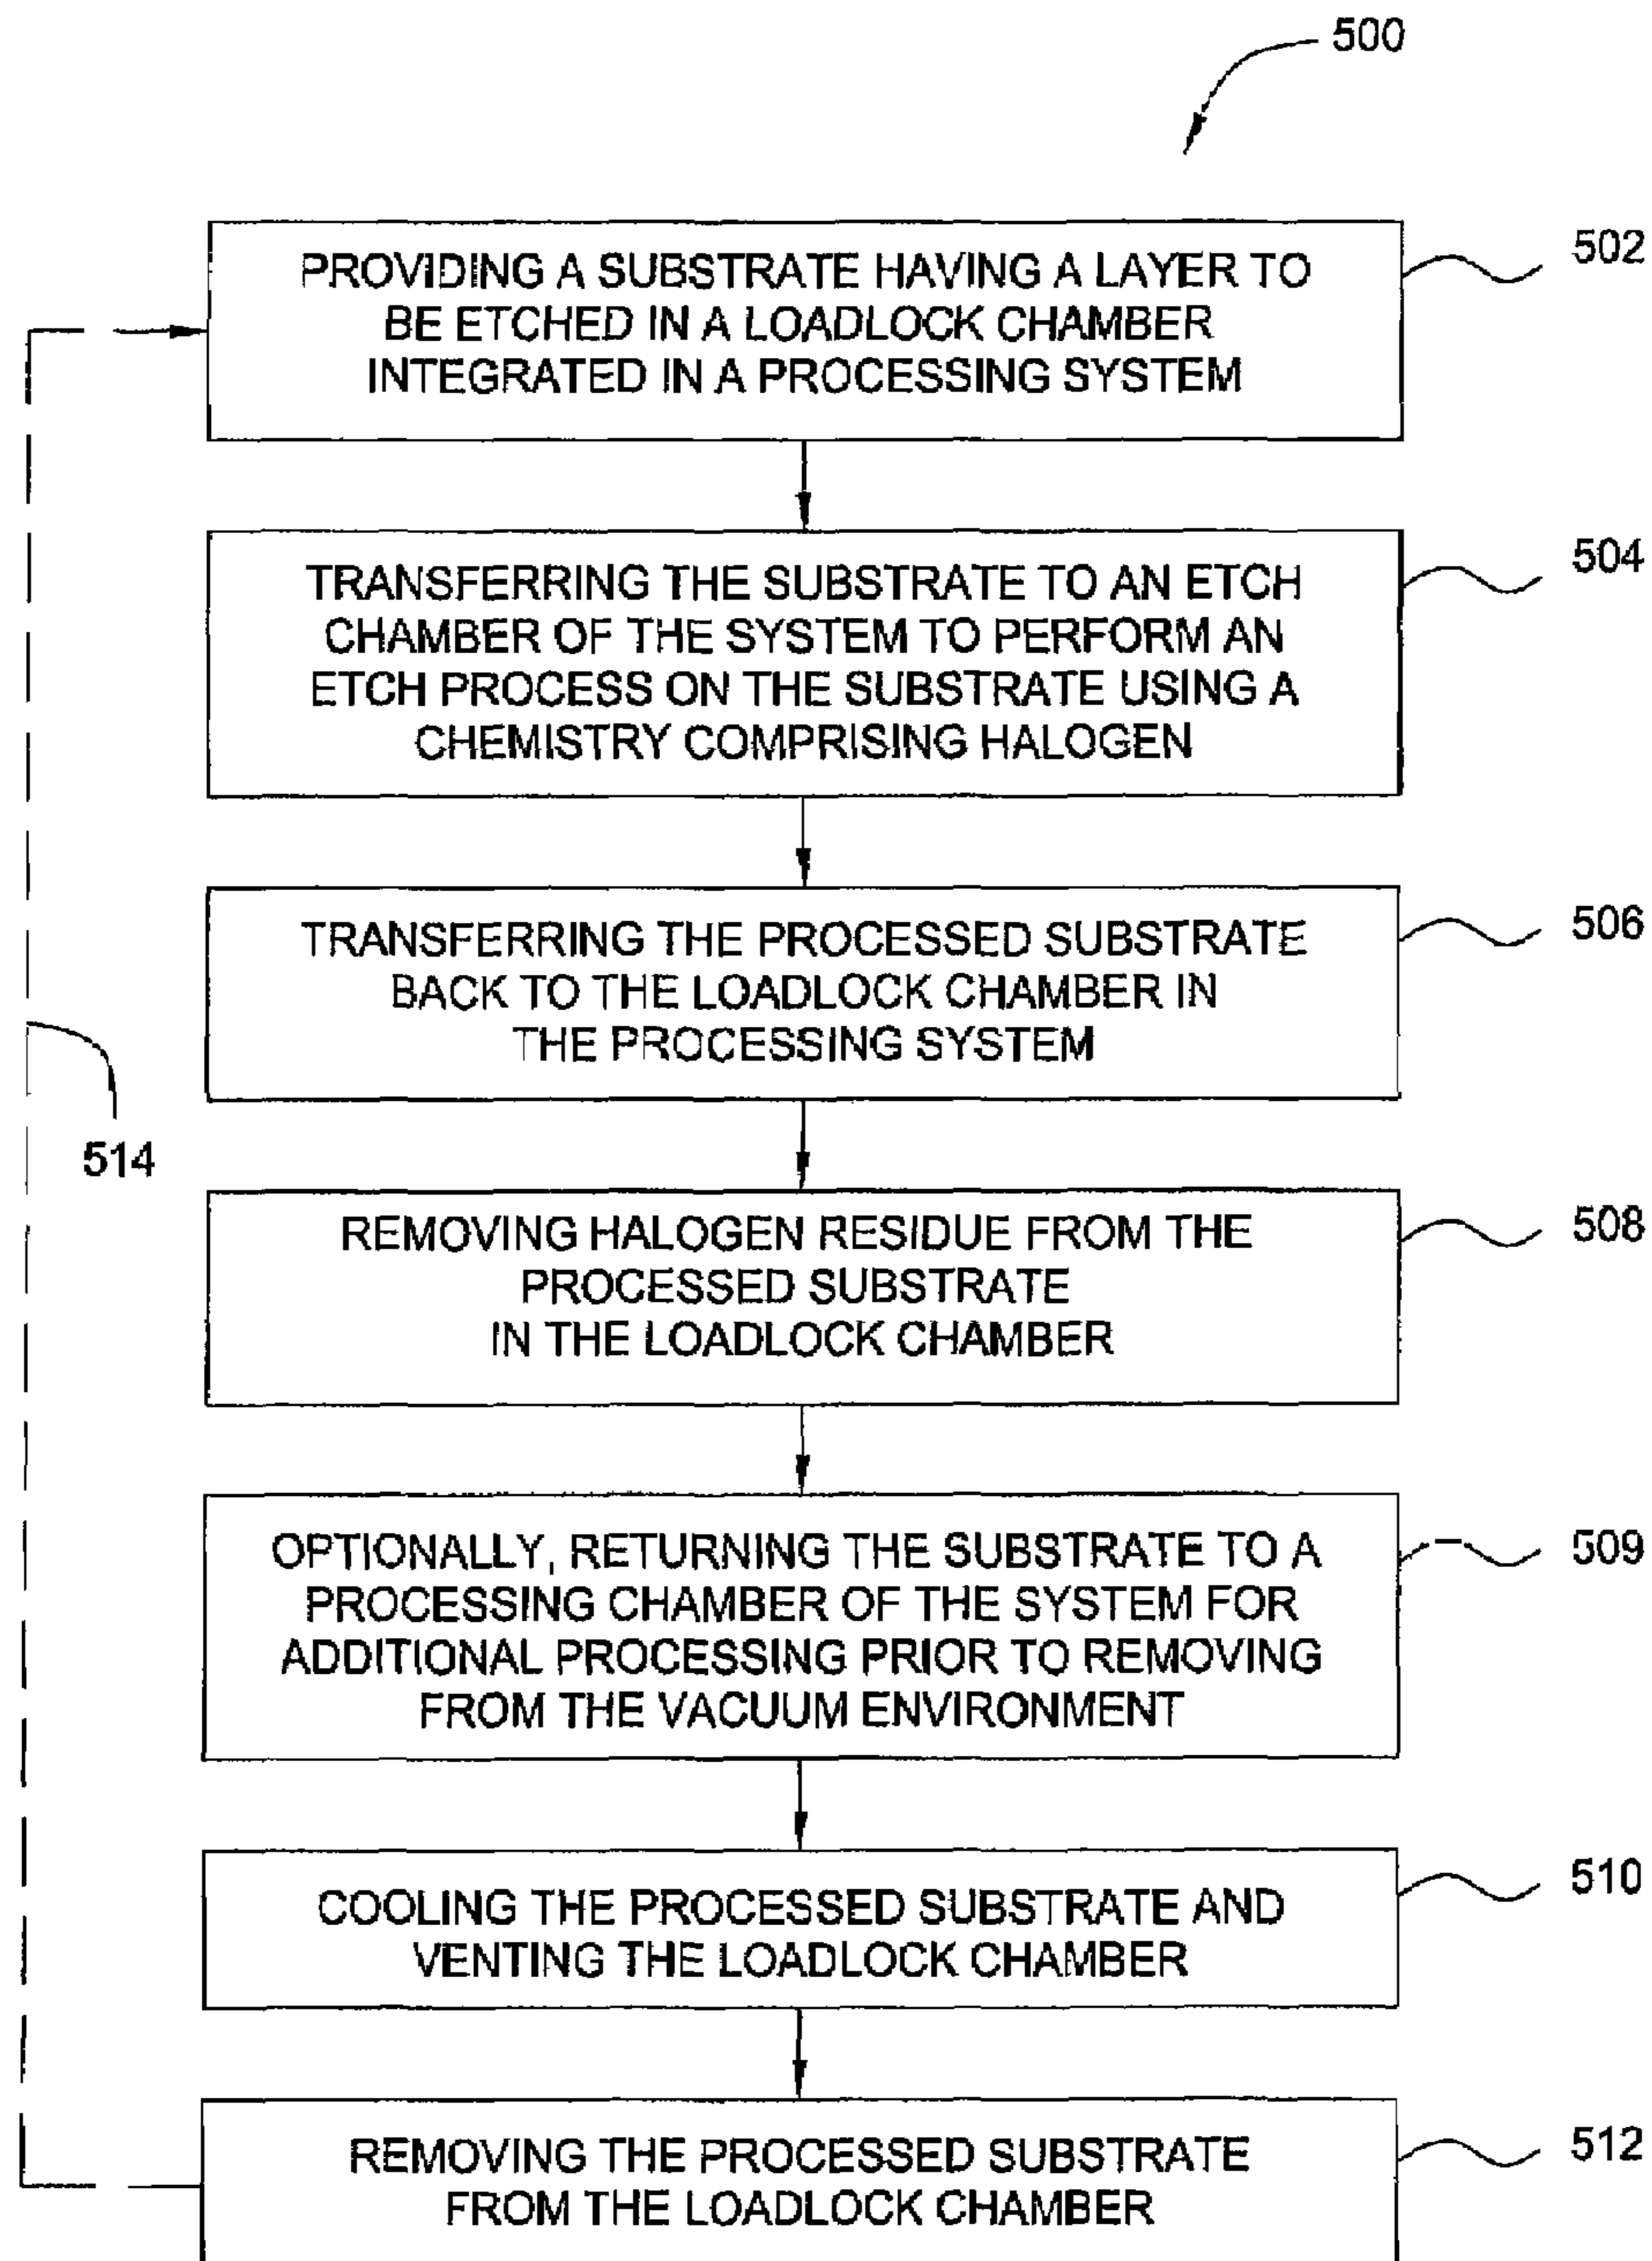 500
PROVIDING A SUBSTRATE HAVING A LAYER TO
BE ETCHED IN A LOADLOCK CHAMBER
INTEGRATED IN A PROCESSING SYSTEM
502
TRANSFERRING THE SUBSTRATE TO AN ETCH
CHAMBER OF THE SYSTEM TO PERFORM AN
ETCH PROCESS ON THE SUBSTRATE USING A
CHEMISTRY COMPRISING HALOGEN
504
TRANSFERRING THE PROCESSED SUBSTRATE
BACK TO THE LOADLOCK CHAMBER IN
THE PROCESSING SYSTEM
506
514
REMOVING HALOGEN RESIDUE FROM THE
PROCESSED SUBSTRATE
IN THE LOADLOCK CHAMBER
508
OPTIONALLY, RETURNING THE SUBSTRATE TO A
PROCESSING CHAMBER OF THE SYSTEM FOR
ADDITIONAL PROCESSING PRIOR TO REMOVING
FROM THE VACUUM ENVIRONMENT
509
COOLING THE PROCESSED SUBSTRATE AND
VENTING THE LOADLOCK CHAMBER
510
REMOVING THE PROCESSED SUBSTRATE
FROM THE LOADLOCK CHAMBER
512